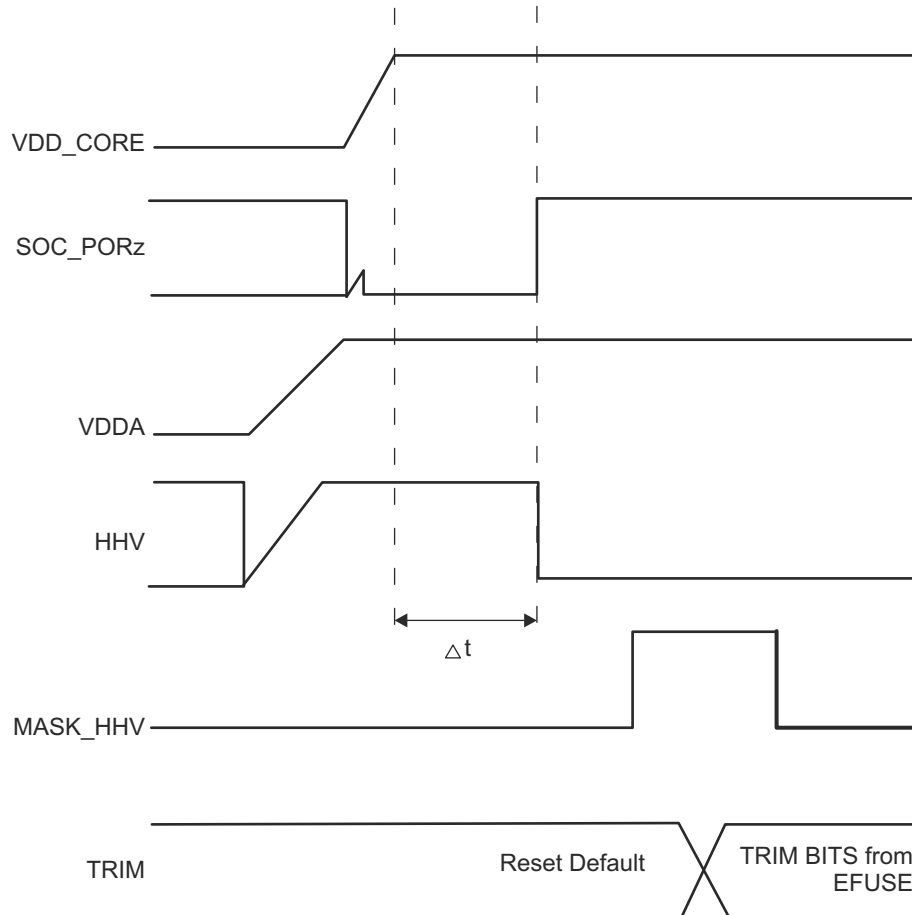 VDD_CORE
SOC_PORz
VDDA
HHV
△t
MASK_HHV
TRIM
Reset Default
TRIM BITS from
EFUSE